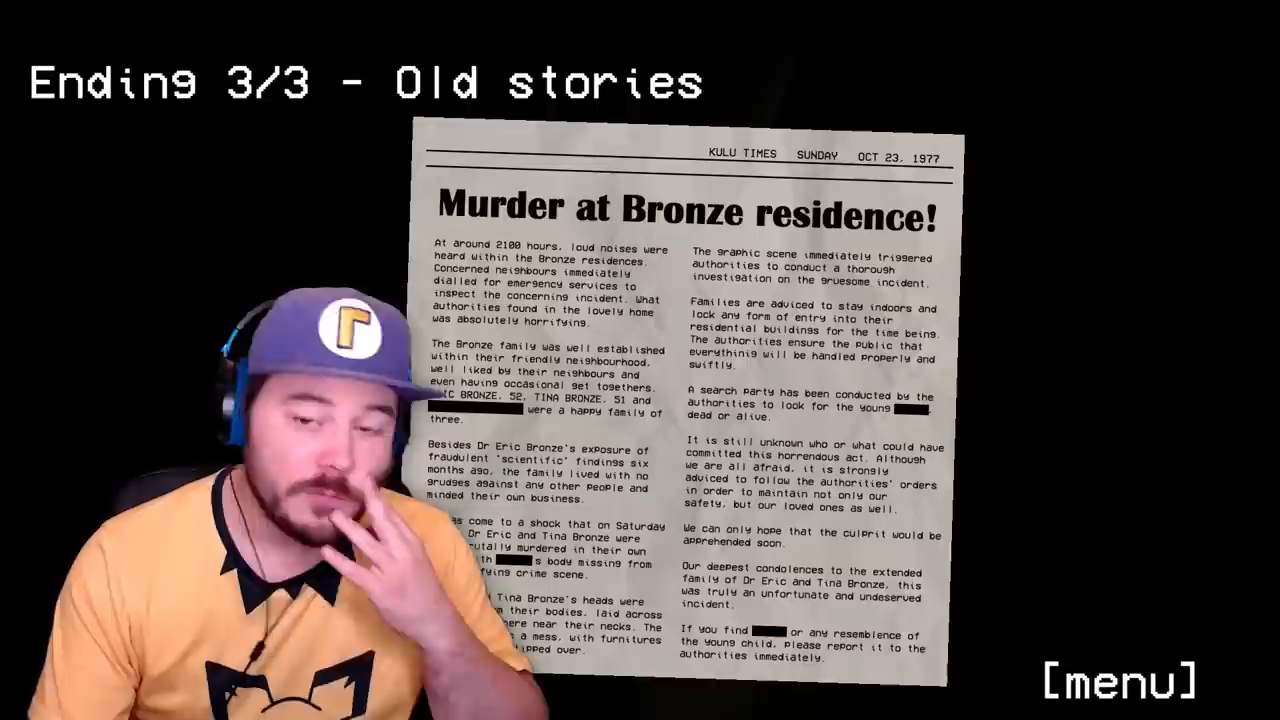 Ending 3/3 - Old stories
KULU TIMES SUNDAY OCT 23. 1977
Murder at Bronze residence!
At around 2100 hours, loud noises were
heard within the Bronze residences.
Concerned neighbours immediately
dialled for emergency services to
inspect the concerning incident. What
authorities found in the lovely home
was absolutely horrifying.
The Bronze family was well established
within their friendly neighbourhood,
well liked by their neighbours and
even having occasional get togethers.
IC BRONZE, 52, TINA BRONZE, 51 and
were a happy family of
three.
Besides Dr Eric Bronze's exposure of
fraudulent 'scientific' findings six
months ago, the family lived with no
grudges against any other people and
minded their own business.
as come to a shock that on Saturday
Dr Eric and Tina Bronze were
utally murdered in their own
th s body missing from
fying crime scene.
Tina Bronze's heads were
m their bodies, laid across
here near their necks. The
s a mess, with furnitures
ipped over.
The graphic scene immediately triggered
authorities to conduct a thorough
investigation on the gruesome incident.
Families are adviced to stay indoors and
lock any form of entry into their
residential buildings for the time being.
The authorities ensure the public that
everything will be handled properly and
swiftly.
A search party has been conducted by the
authorities to look for the young ,
dead or alive.
It is still unknown who or what could have
committed this horrendous act. Although
we are all afraid, it is strongly
adviced to follow the authorities' orders
in order to maintain not only our
safety, but our loved ones as well.
We can only hope that the culprit would be
apprehended soon.
Our deepest condolences to the extended
family of Dr Eric and Tina Bronze, this
was truly an unfortunate and undeserved
incident.
If you find or any resemblence of
the young child, please report it to the
authorities immediately.
[menu]